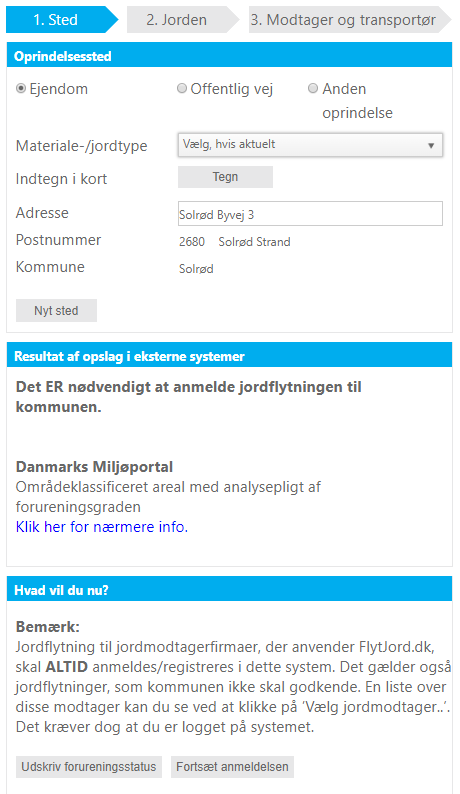 1. Sted 2. Jorden 3. Modtager og transportør
Oprindelsessted
Ejendom Offentlig vej Anden
oprindelse
Materiale-/jordtype Vælg, hvis aktuelt
Indtegn i kort Tegn
Adresse Solrød Byvej 3
Postnummer 2680 Solrød Strand
Kommune Solrød
Nyt sted
Resultat af opslag i eksterne systemer
Det ER nødvendigt at anmelde jordflytningen til
kommunen.
Danmarks Miljøportal
Områdeklassificeret areal med analysepligt af
forureningsgraden
Klik her for nærmere info.
Hvad vil du nu?
Bemærk:
Jordflytning til jordmodtagerfirmaer, der anvender FlytJord.dk,
skal ALTID anmeldes/registreres i dette system. Det gælder også
jordflytninger, som kommunen ikke skal godkende. En liste over
disse modtager kan du se ved at klikke på ‘Vælg jordmodtager..’.
Det kræver dog at du er logget på systemet.
Udskriv forureningsstatus Fortsæt anmeldelsen